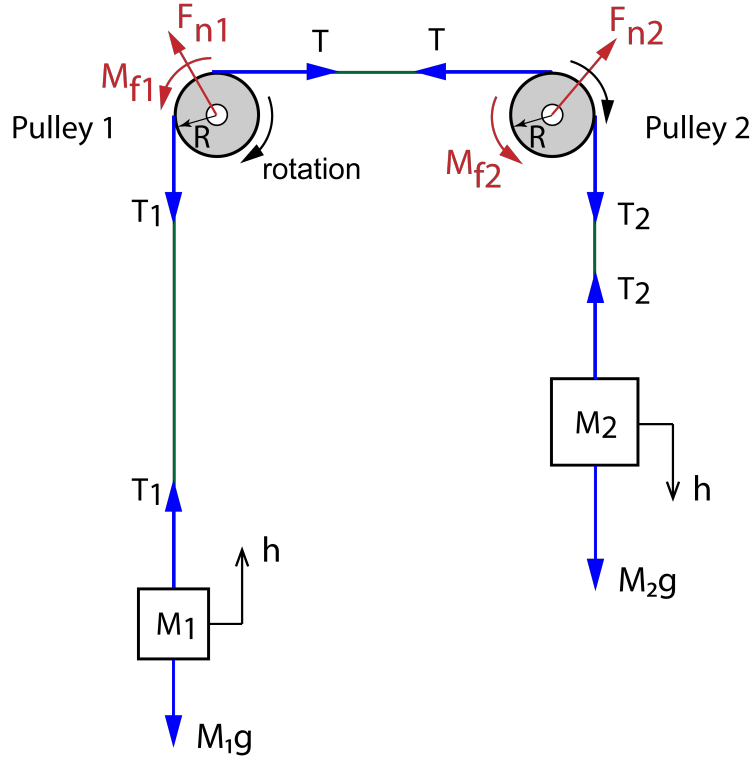 Fn1
T
T
Fn2
Mf1
Pulley 1
R
R
Pulley 2
Mf2
rotation
T1
T2
T2
M2
T1
h
h
M2g
M1
M1g